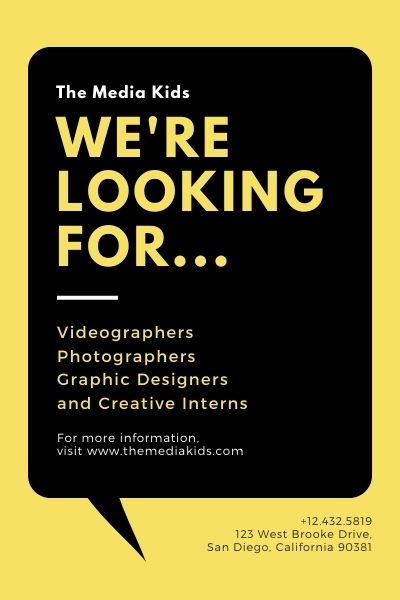 The Media Kids
WE'RE
LOOKING
FOR...
Videographers
Photographers
Graphic Designers
and Creative Interns
For more information,
visit www.themediakids.com
+12.432.5819
123 West Brooke Drive,
San Diego, California 90381